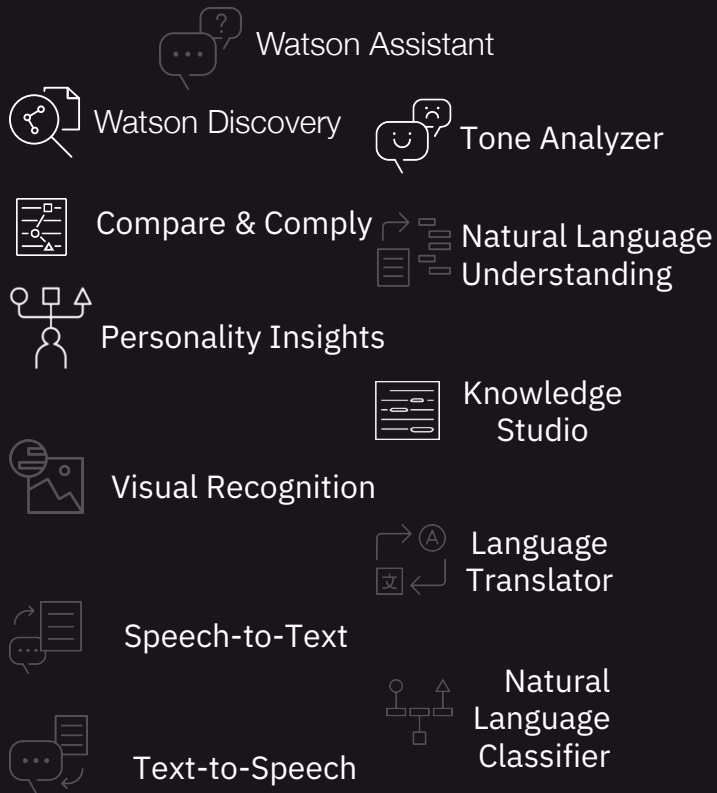 Watson Assistant
Watson Discovery
Tone Analyzer
Compare & Comply
Natural Language
Understanding
Personality Insights
Knowledge
Studio
Visual Recognition
Language
Translator
Speech-to-Text
Natural
Language
Classifier
Text-to-Speech
?
A
文